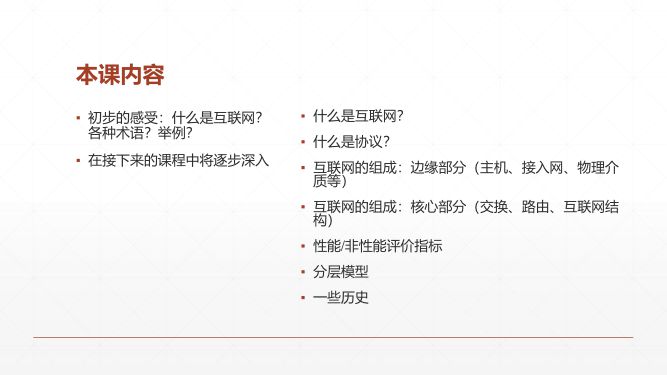 本课内容
▪ 初步的感受：什么是互联网？
各种术语？举例？
▪ 在接下来的课程中将逐步深入
▪ 什么是互联网？
▪ 什么是协议？
▪ 互联网的组成：边缘部分（主机、接入网、物理介
质等）
▪ 互联网的组成：核心部分（交换、路由、互联网结
构）
▪ 性能/非性能评价指标
▪ 分层模型
▪ 一些历史